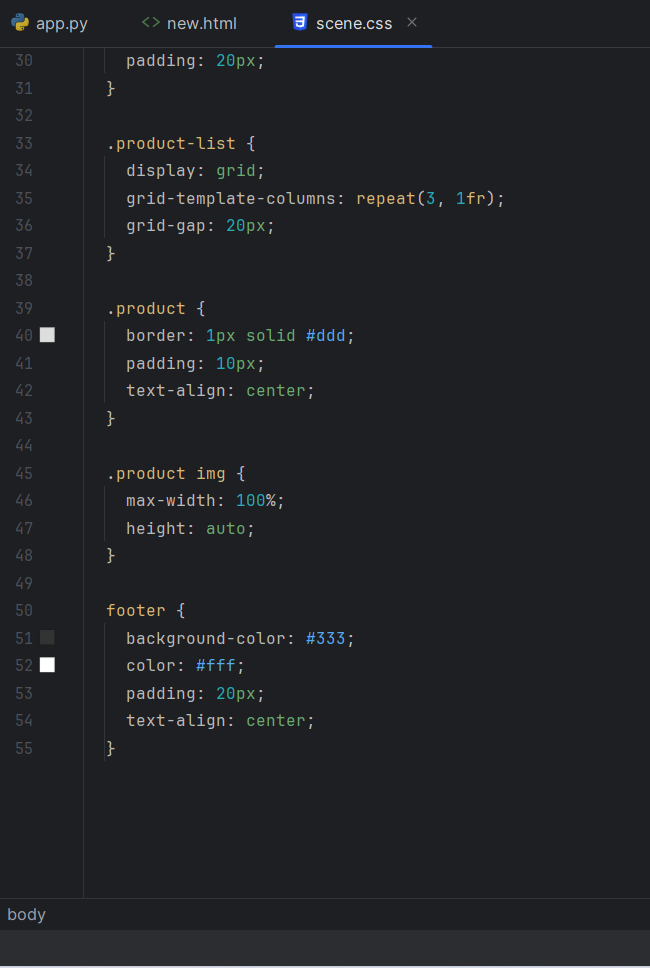 app.py new.html scene.css
30 padding: 20px;
31 }
32
33 .product-list {
34 display: grid;
35 grid-template-columns: repeat(3, 1fr);
36 grid-gap: 20px;
37 }
38
39 .product {
40 border: 1px solid #ddd;
41 padding: 10px;
42 text-align: center;
43 }
44
45 .product img {
46 max-width: 100%;
47 height: auto;
48 }
49
50 footer {
51 background-color: #333;
52 color: #fff;
53 padding: 20px;
54 text-align: center;
55 }
body